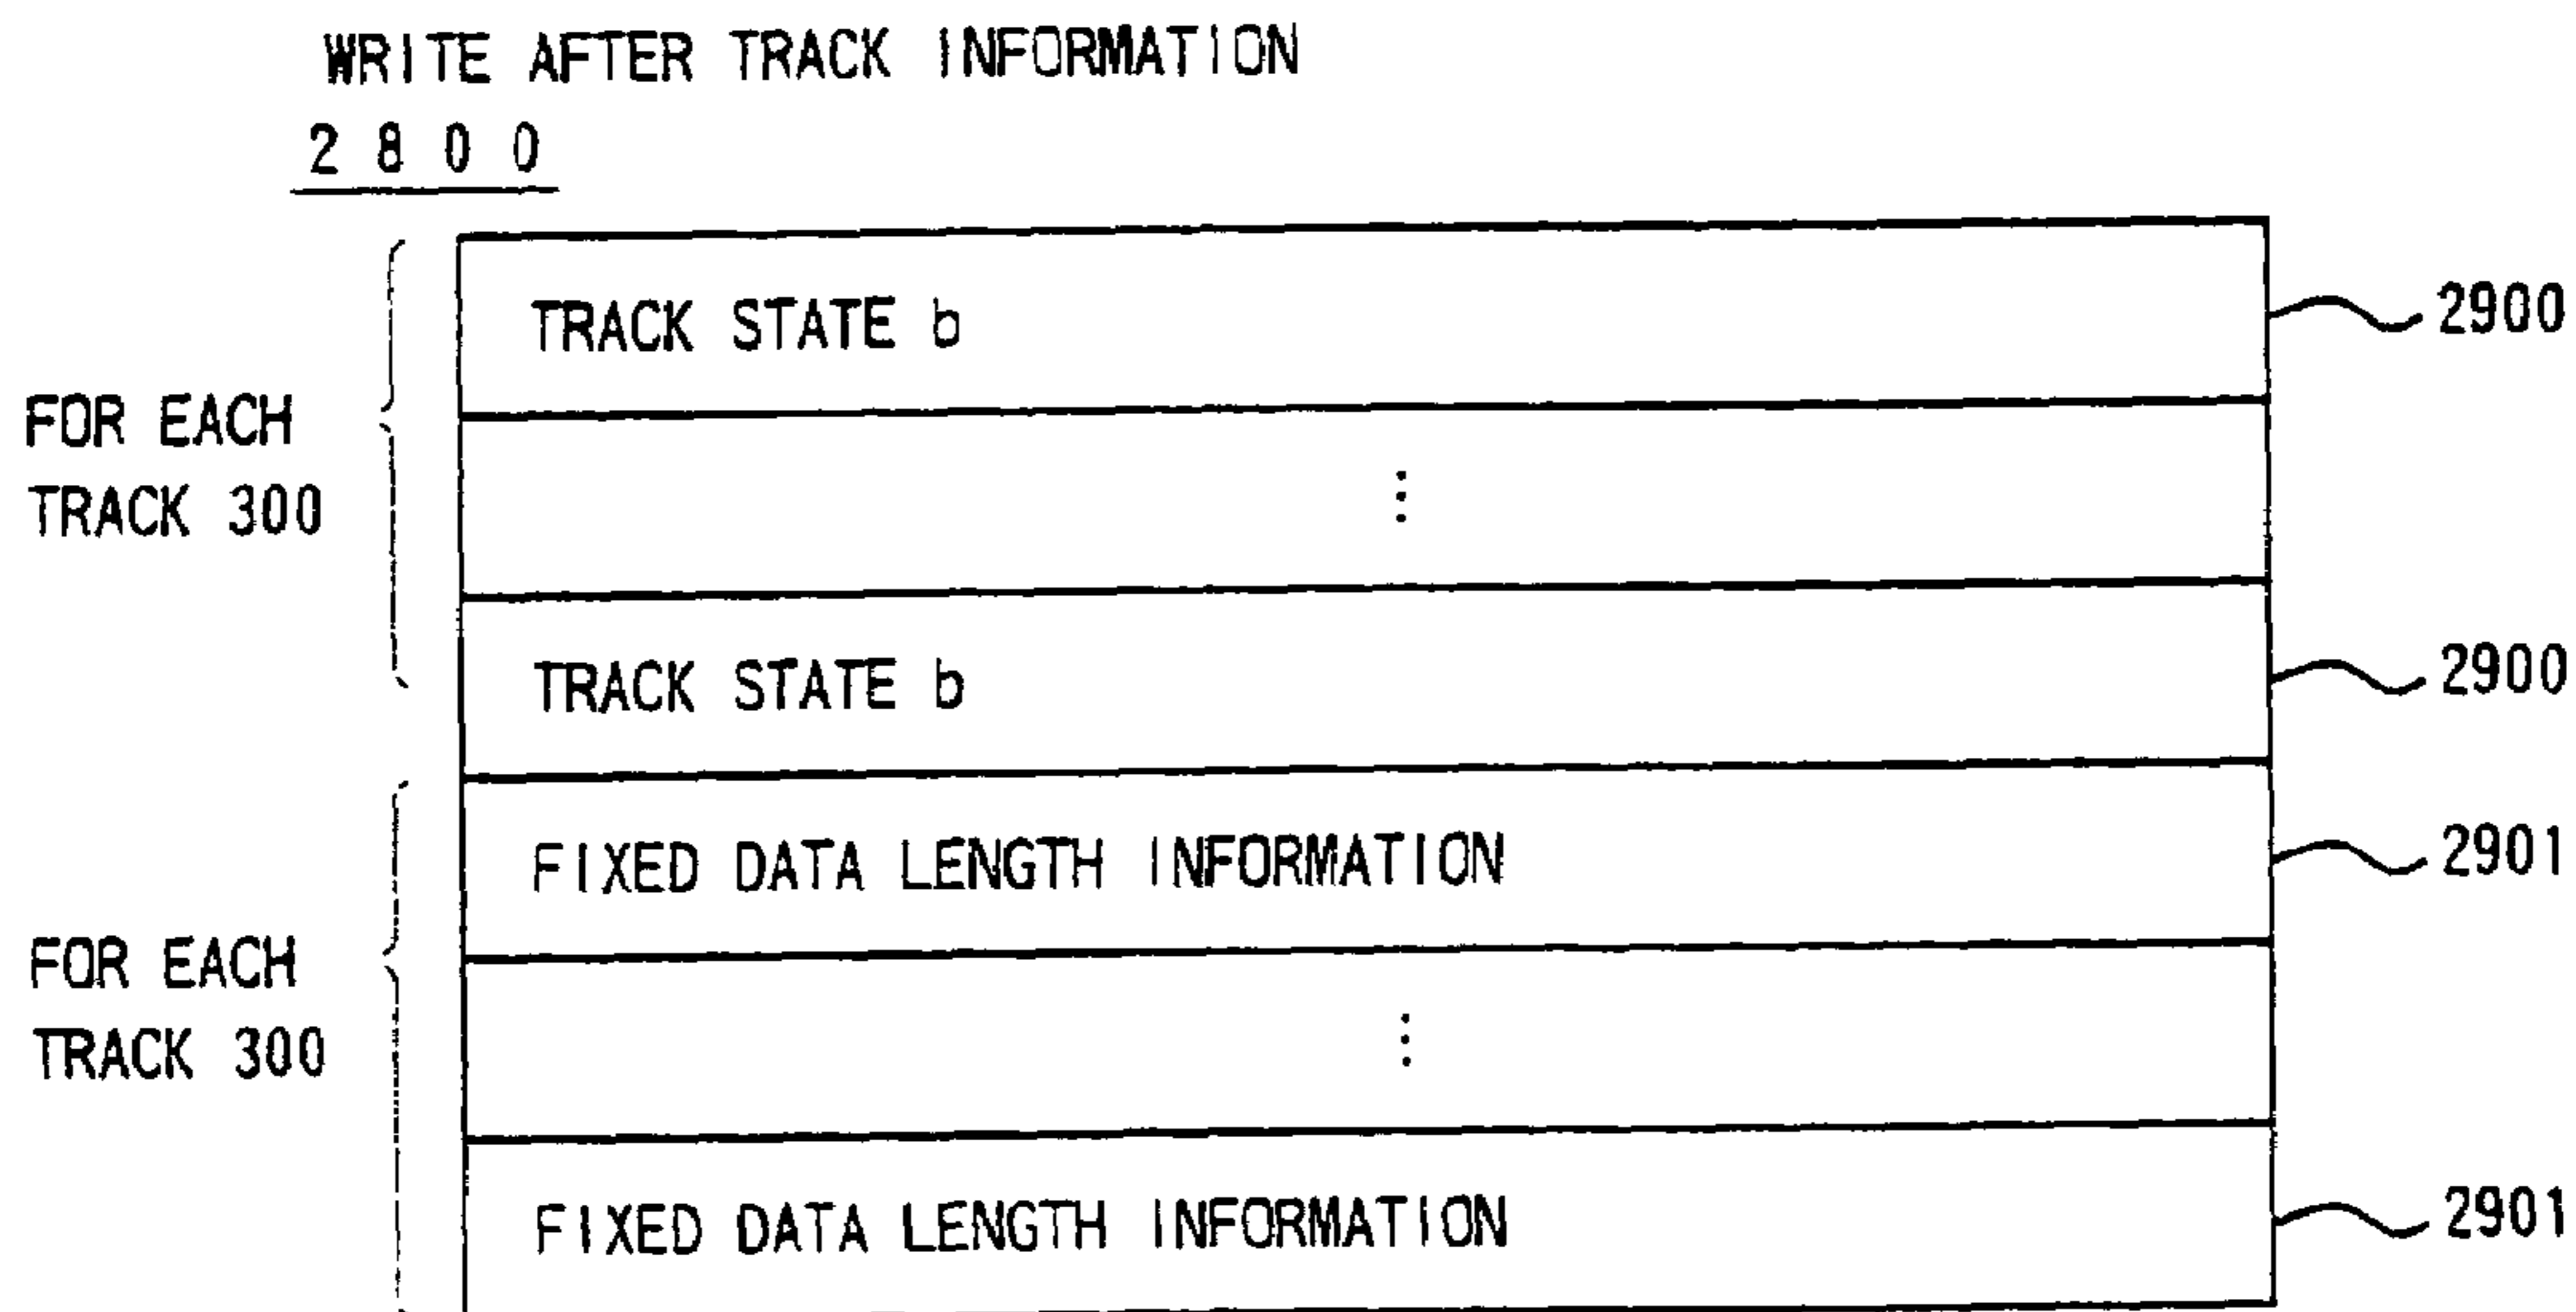 WRITE AFTER TRACK INFORMATION
2800
TRACK STATE b
2900
FOR EACH
TRACK 300
⋮
TRACK STATE b
2900
FIXED DATA LENGTH INFORMATION
2901
FOR EACH
TRACK 300
⋮
FIXED DATA LENGTH INFORMATION
2901